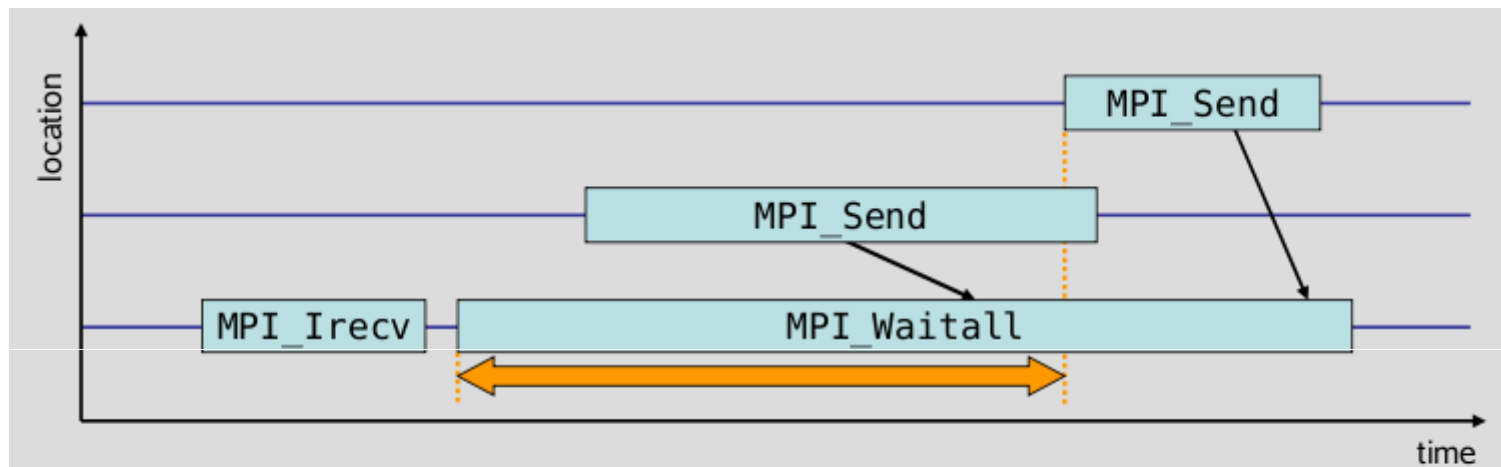 location
MPI_Send
MPI_Send
MPI_Irecv
MPI_Waitall
time